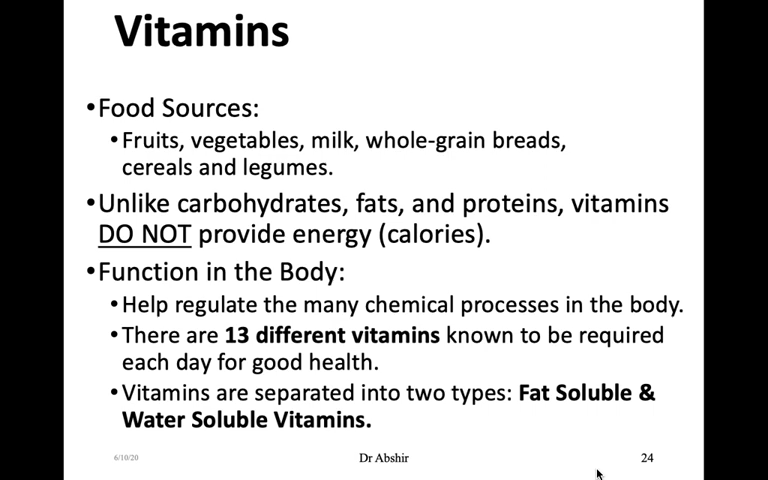 Vitamins
•Food Sources:
•Fruits, vegetables, milk, whole-grain breads,
cereals and legumes.
•Unlike carbohydrates, fats, and proteins, vitamins
DO NOT provide energy (calories).
•Function in the Body:
•Help regulate the many chemical processes in the body.
•There are 13 different vitamins known to be required
each day for good health.
•Vitamins are separated into two types: Fat Soluble &
Water Soluble Vitamins.
6/10/20 Dr Abshir 24